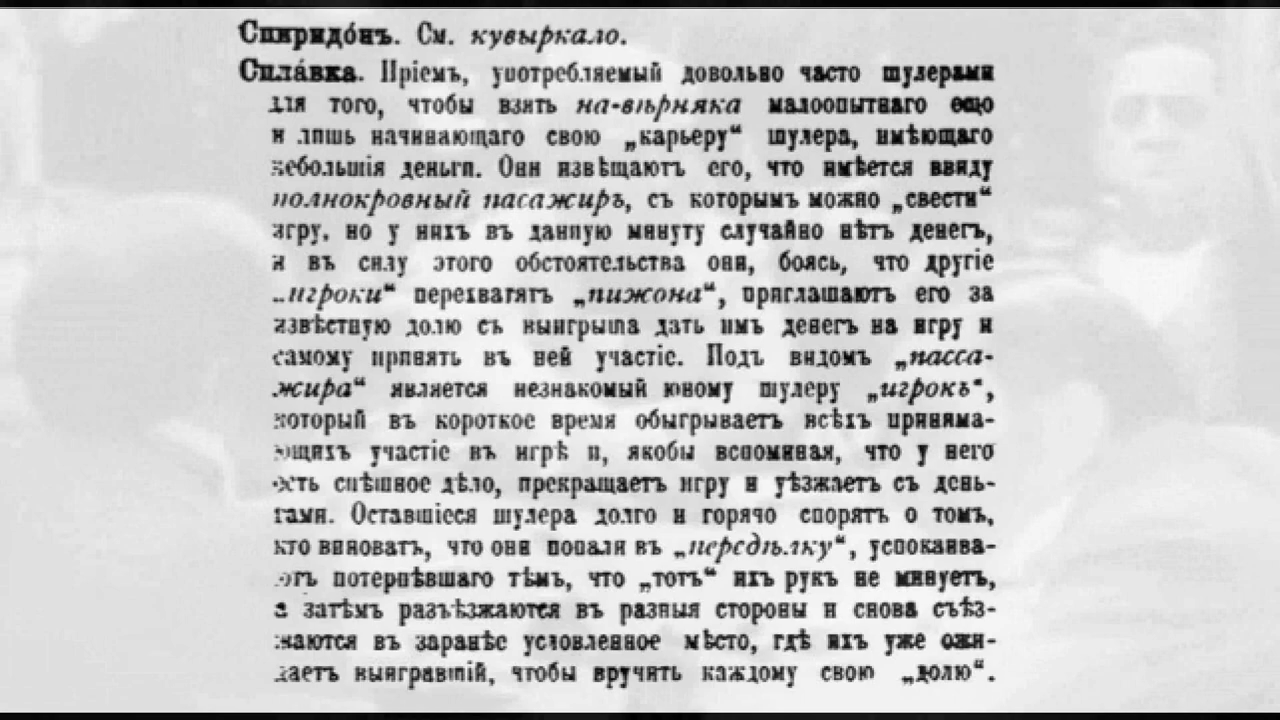 Спиридо́нъ. См. кувыркало.
Спла́вка. Пріемъ, употребляемый довольно часто шулерами
для того, чтобы взять на-вѣрняка малоопытнаго еще
и лишь начинающаго свою „карьеру“ шулера, имѣющаго
небольшія деньги. Они извѣщаютъ его, что имѣется ввиду
полнокровный пасажиръ, съ которымъ можно „свести“
игру, но у нихъ въ данную минуту случайно нѣтъ денегъ,
и въ силу этого обстоятельства они, боясь, что другіе
„игроки“ перехватятъ „пижона“, приглашаютъ его за
извѣстную долю съ выигрыша дать имъ денегъ на игру и
самому принять въ ней участіе. Подъ видомъ „пасса-
жира“ является незнакомый юному шулеру „игрокъ“,
который въ короткое время обыгрываетъ всѣхъ принима-
ющихъ участіе въ игрѣ и, якобы вспоминая, что у него
есть спѣшное дѣло, прекращаетъ игру и уѣзжаетъ съ день-
гами. Оставшіеся шулера долго и горячо спорятъ о томъ,
кто виноватъ, что они попали въ „передѣлку“, успокаива-
ютъ потерпѣвшаго тѣмъ, что „тотъ“ ихъ рукъ не минуетъ,
а затѣмъ разъѣзжаются въ разныя стороны и снова съѣз-
жаются въ заранѣе условленное мѣсто, гдѣ ихъ уже ожи-
даетъ выигравшій, чтобы вручить каждому свою „долю“.